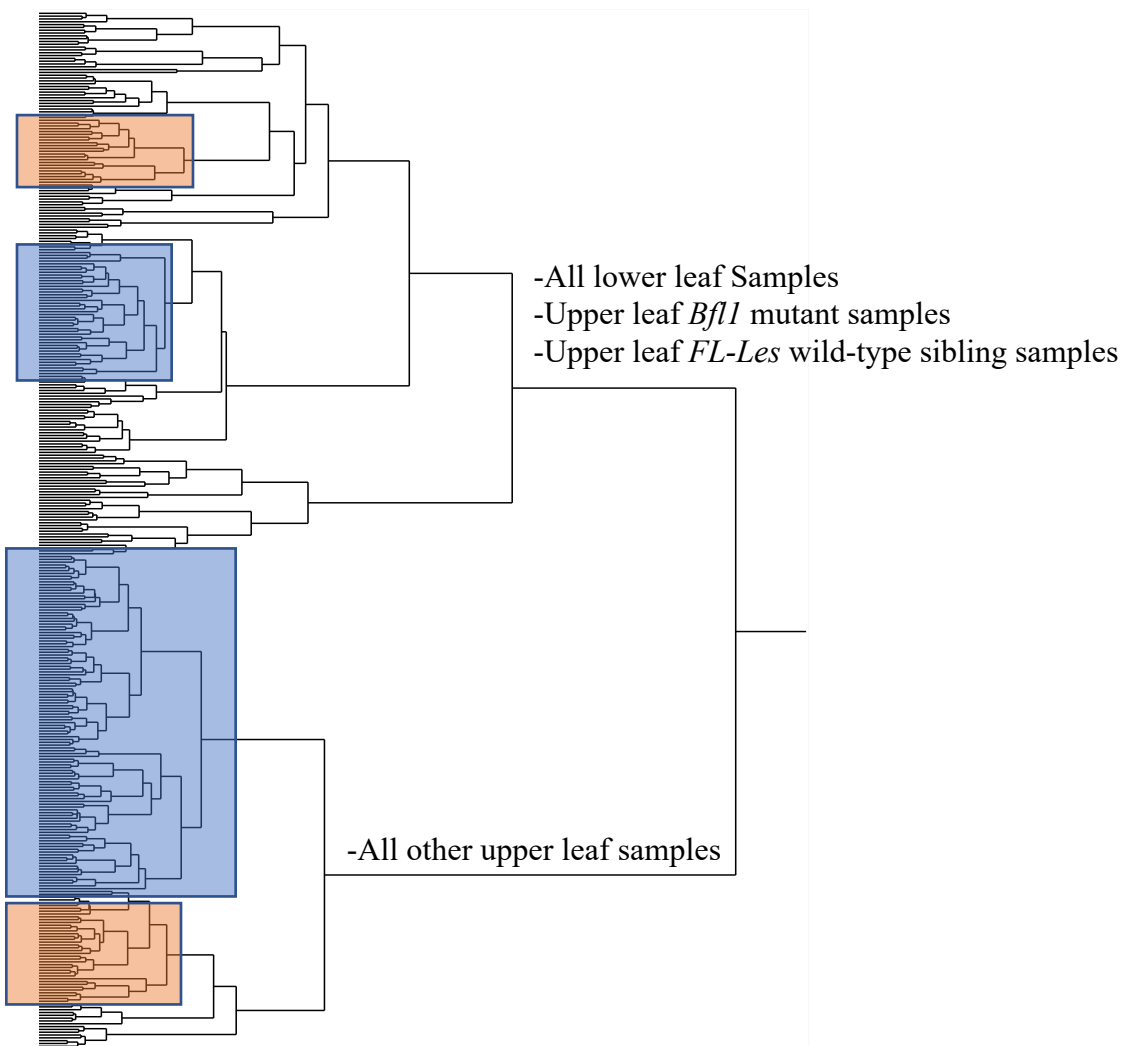 -All lower leaf Samples
-Upper leaf Bfl1 mutant samples
-Upper leaf FL-Les wild-type sibling samples
-All other upper leaf samples